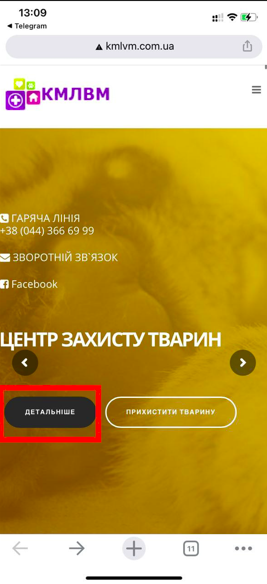 13:09
Telegram
kmlvm.com.ua
КМЛВМ
ГАРЯЧА ЛІНІЯ
+38 (044) 366 69 99
ЗВОРОТНІЙ ЗВ`ЯЗОК
Facebook
ЦЕНТР ЗАХИСТУ ТВАРИН
ДЕТАЛЬНІШЕ
ПРИХИСТИТИ ТВАРИНУ
11